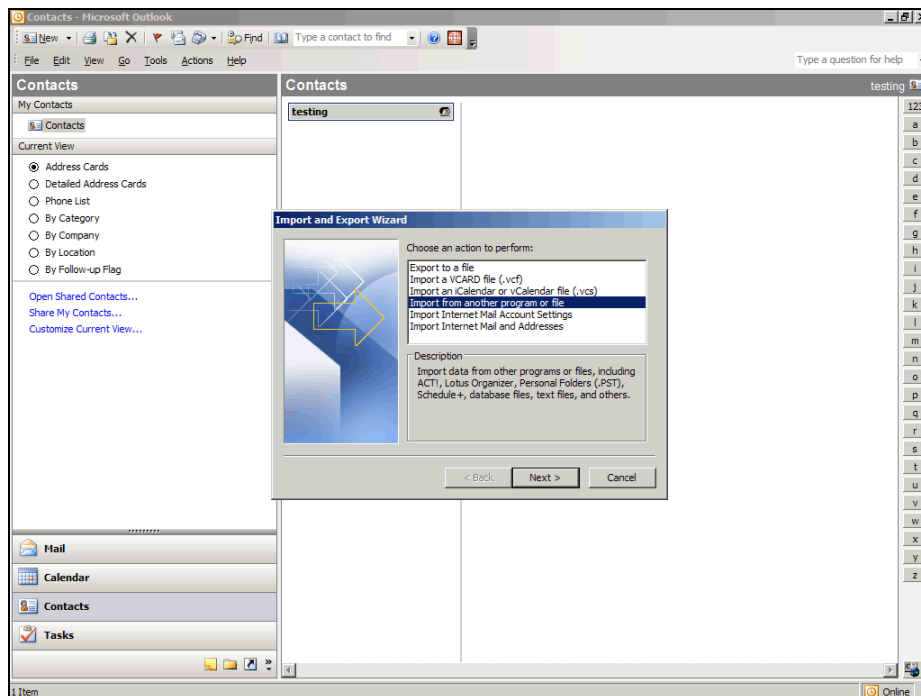 Contacts - Microsoft Outlook
New
Find
Type a contact to find
File Edit View Go Tools Actions Help
Type a question for help
Contacts
My Contacts
Contacts
Current View
Address Cards
Detailed Address Cards
Phone List
By Category
By Company
By Location
By Follow-up Flag
Open Shared Contacts...
Share My Contacts...
Customize Current View...
Mail
Calendar
Contacts
Tasks
Contacts
testing
testing
Import and Export Wizard
Choose an action to perform:
Export to a file
Import a VCARD file (.vcf)
Import an iCalendar or vCalendar file (.vcs)
Import from another program or file
Import Internet Mail Account Settings
Import Internet Mail and Addresses
Description
Import data from other programs or files, including
ACT!, Lotus Organizer, Personal Folders (.PST),
Schedule+, database files, text files, and others.
< Back
Next >
Cancel
123
a
b
c
d
e
f
g
h
i
j
k
l
m
n
o
p
q
r
s
t
u
v
w
x
y
z
1 Item
Online